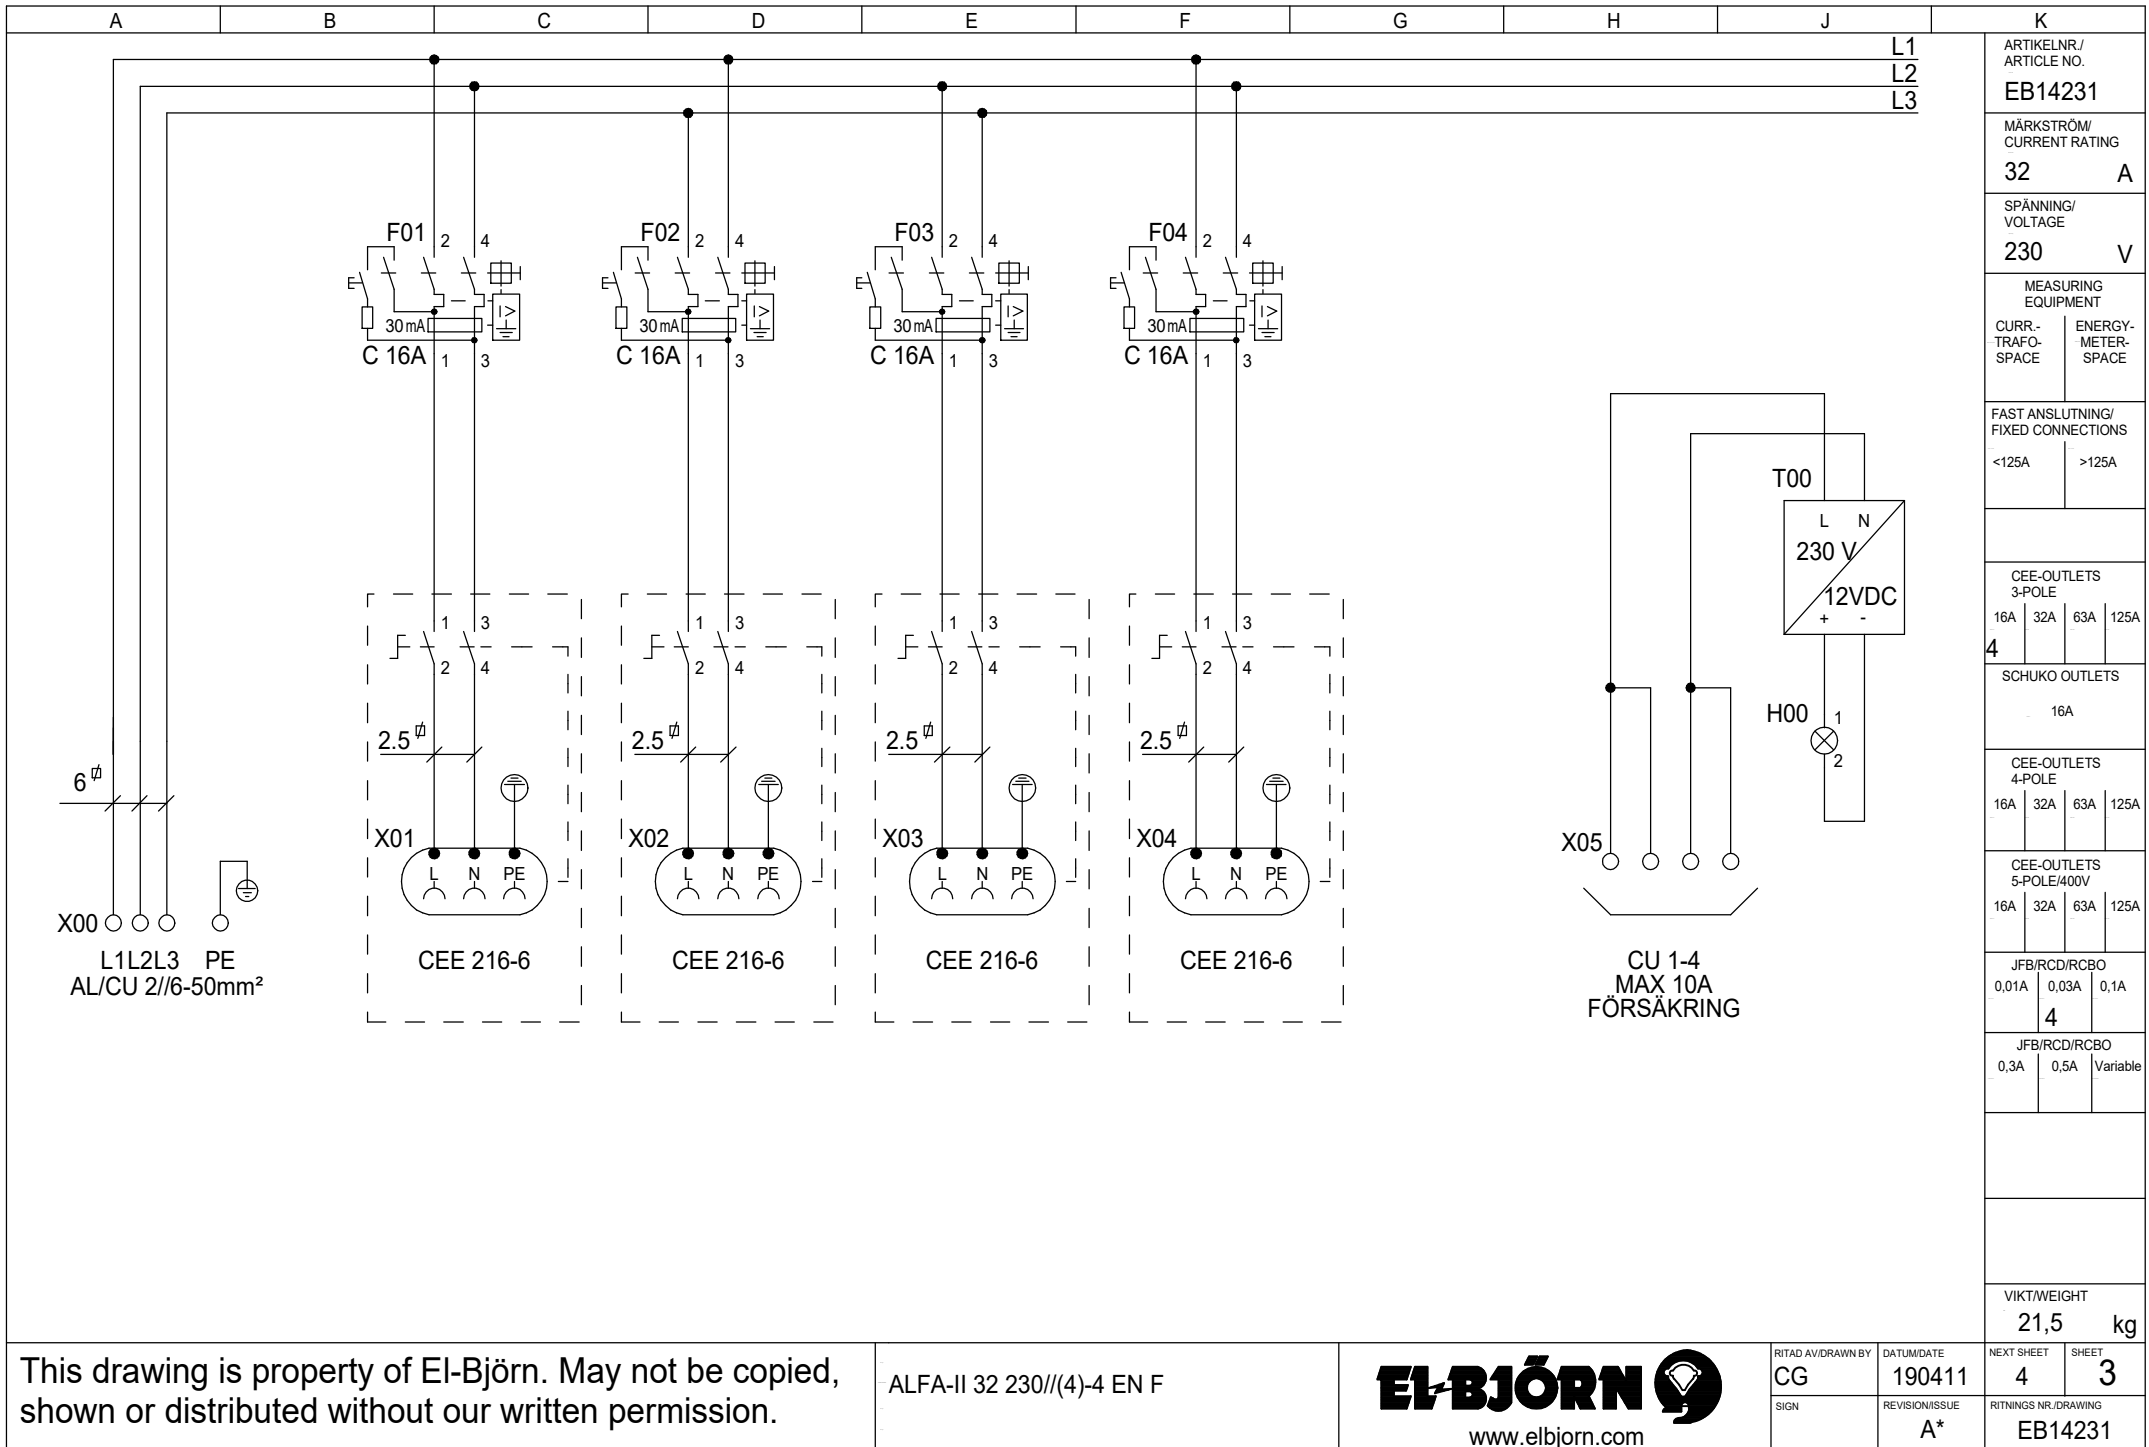 A B C D E F G H J K
L1
L2
L3
F01 2 4
30 mA
C 16A 1 3
F02 2 4
30 mA
C 16A 1 3
F03 2 4
30 mA
C 16A 1 3
F04 2 4
30 mA
C 16A 1 3
1 3
2 4
2.5
X01
L N PE
CEE 216-6
1 3
2 4
2.5
X02
L N PE
CEE 216-6
1 3
2 4
2.5
X03
L N PE
CEE 216-6
1 3
2 4
2.5
X04
L N PE
CEE 216-6
6
X00
L1L2L3 PE
AL/CU 2//6-50mm²
T00
L N
230 V
12VDC
+ -
H00 1
2
X05
CU 1-4
MAX 10A
FÖRSÄKRING
ARTIKELNR./
ARTICLE NO.
EB14231
MÄRKSTRÖM/
CURRENT RATING
32 A
SPÄNNING/
VOLTAGE
230 V
MEASURING
EQUIPMENT
CURR.- ENERGY-
TRAFO- METER-
SPACE SPACE
FAST ANSLUTNING/
FIXED CONNECTIONS
<125A >125A
CEE-OUTLETS
3-POLE
16A 32A 63A 125A
4
SCHUKO OUTLETS
16A
CEE-OUTLETS
4-POLE
16A 32A 63A 125A
CEE-OUTLETS
5-POLE/400V
16A 32A 63A 125A
JFB/RCD/RCBO
0,01A 0,03A 0,1A
4
JFB/RCD/RCBO
0,3A 0,5A Variable
VIKT/WEIGHT
21,5 kg
This drawing is property of El-Björn. May not be copied,
shown or distributed without our written permission.
ALFA-II 32 230//(4)-4 EN F
EL-BJÖRN
www.elbjorn.com
RITAD AV/DRAWN BY DATUM/DATE NEXT SHEET SHEET
CG 190411 4 3
SIGN REVISION/ISSUE RITNINGS NR./DRAWING
A* EB14231